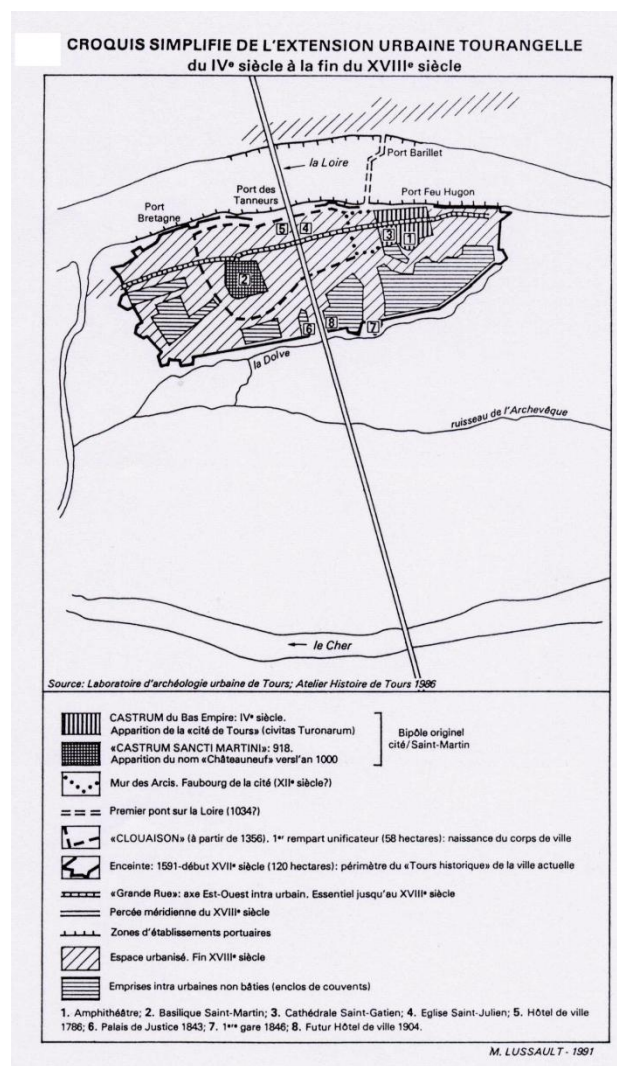 CROQUIS SIMPLIFIE DE L'EXTENSION URBAINE TOURANGELLE
du IVe siècle à la fin du XVIIIe siècle
la Loire
Port Barillet
Port des
Tanneurs
Port Feu Hugon
Port
Bretagne
5
4
3
1
2
6
8
7
la Doive
ruisseau de l'Archevêque
le Cher
Source: Laboratoire d'archéologie urbaine de Tours; Atelier Histoire de Tours 1986
CASTRUM du Bas Empire: IVe siècle.
Apparition de la «cité de Tours» (civitas Turonarum)
«CASTRUM SANCTI MARTINI»: 918.
Apparition du nom «Châteauneuf» versl'an 1000
Bipôle originel
cité/Saint-Martin
Mur des Arcis. Faubourg de la cité (XIIe siècle?)
Premier pont sur la Loire (1034?)
«CLOUAISON» (à partir de 1356). 1er rempart unificateur (58 hectares): naissance du corps de ville
Enceinte: 1591-début XVIIe siècle (120 hectares): périmètre du «Tours historique» de la ville actuelle
«Grande Rue»: axe Est-Ouest intra urbain. Essentiel jusqu'au XVIIIe siècle
Percée méridienne du XVIIIe siècle
Zones d'établissements portuaires
Espace urbanisé. Fin XVIIIe siècle
Emprises intra urbaines non bâties (enclos de couvents)
1. Amphithéâtre; 2. Basilique Saint-Martin; 3. Cathédrale Saint-Gatien; 4. Eglise Saint-Julien; 5. Hôtel de ville
1786; 6. Palais de Justice 1843; 7. 1ère gare 1846; 8. Futur Hôtel de ville 1904.
M. LUSSAULT - 1991